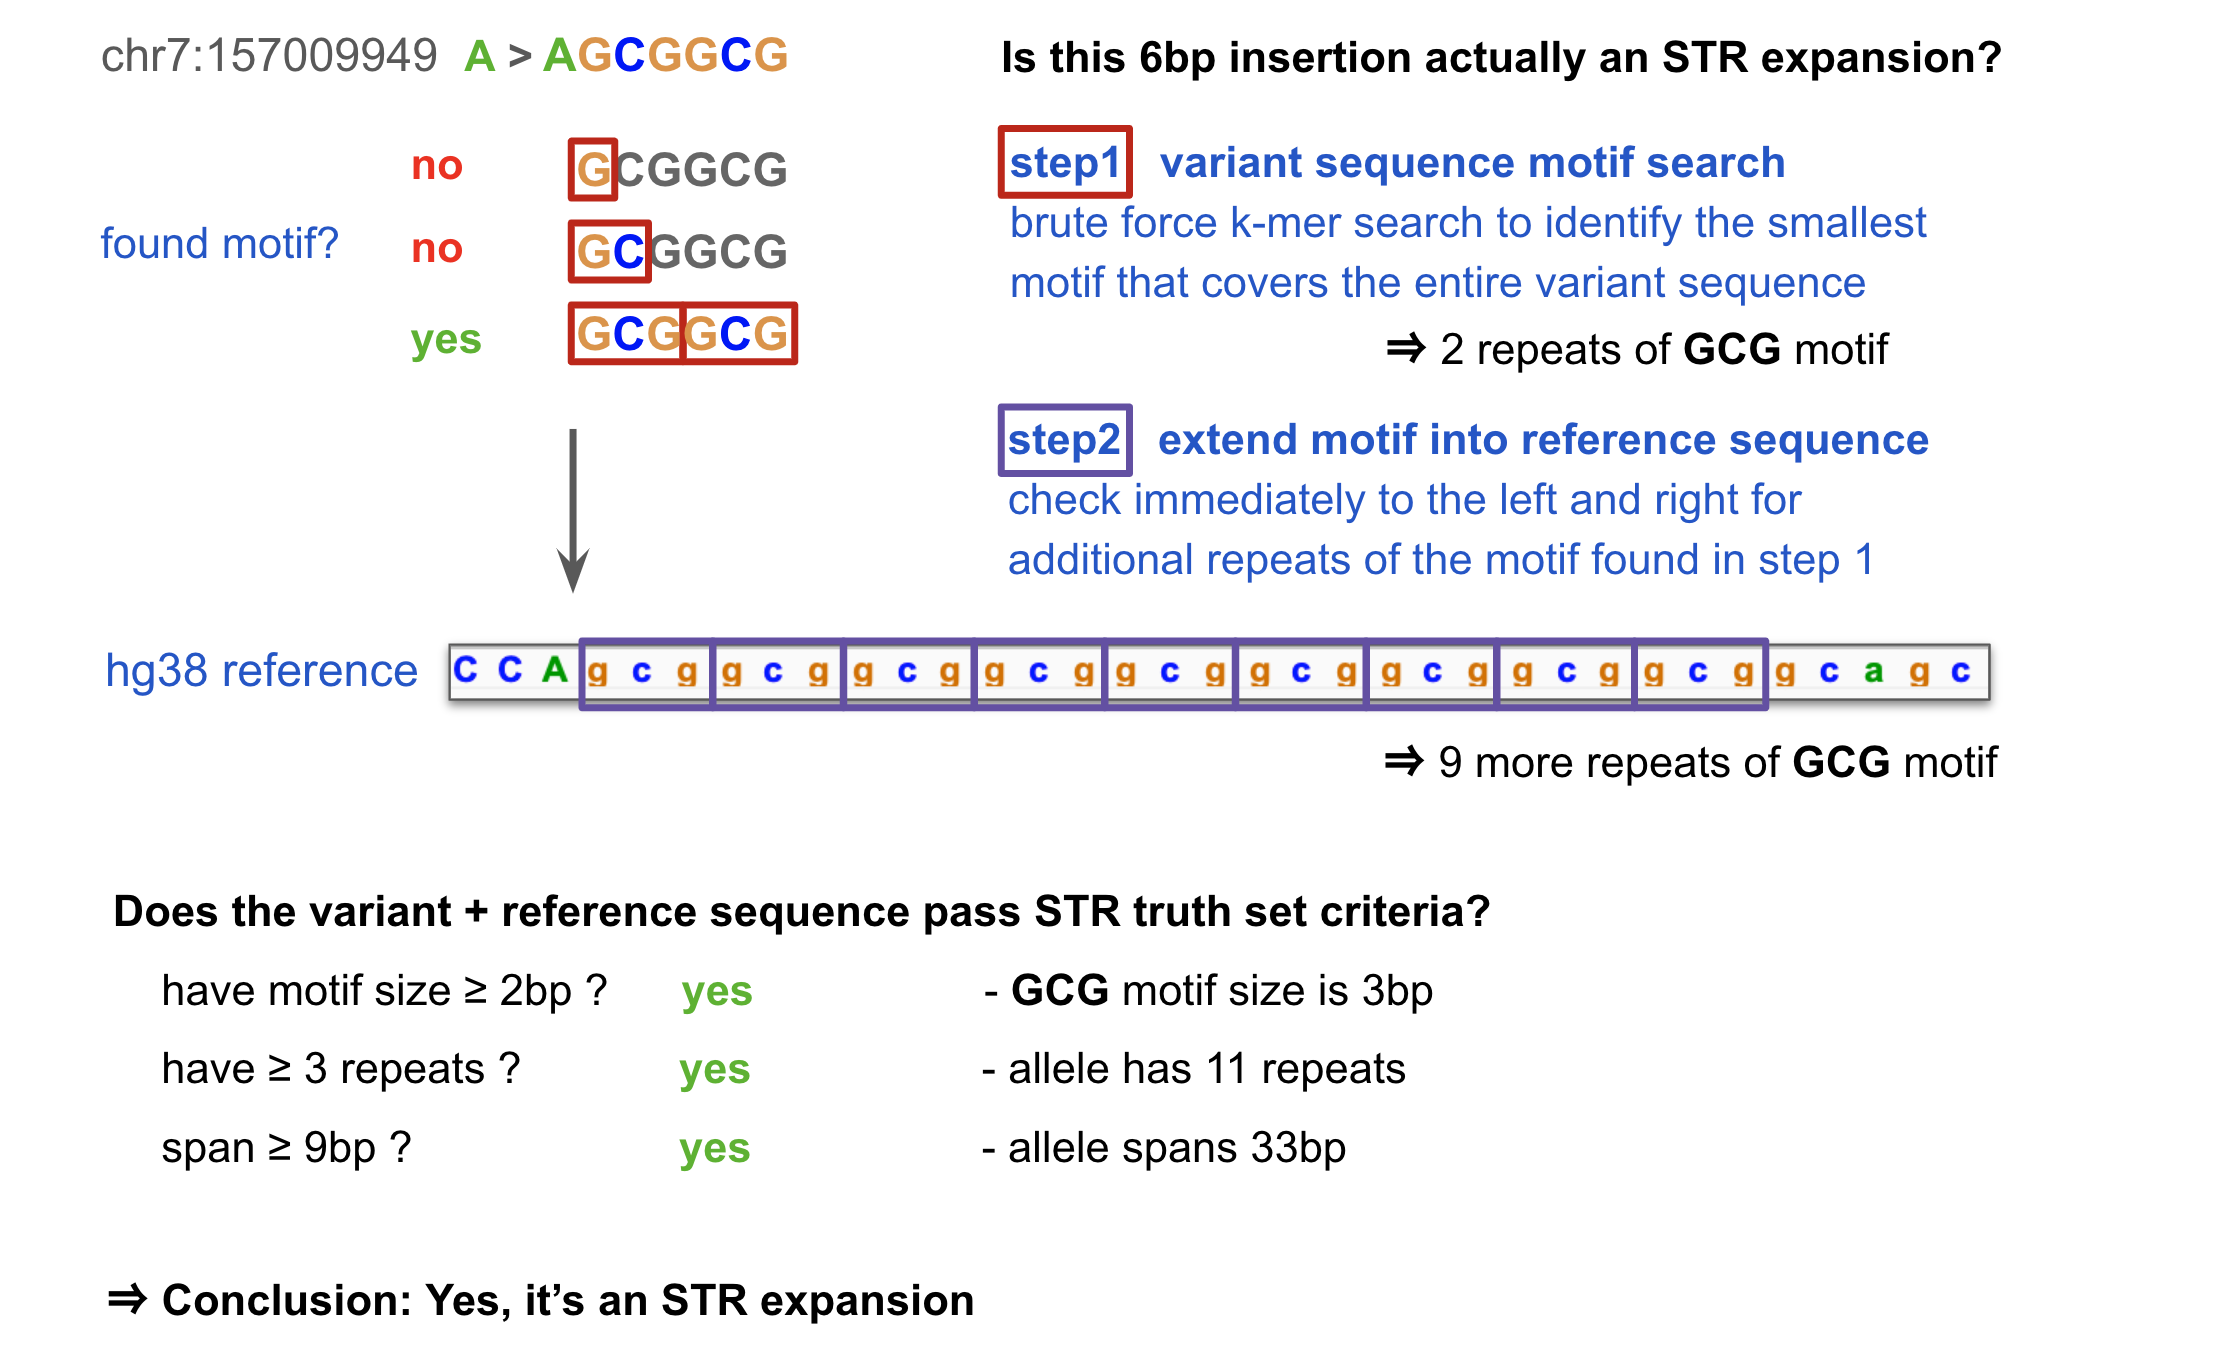 chr7:157009949 A > AGCGGCG
Is this 6bp insertion actually an STR expansion?
no GCGGCG
found motif? no GCGGCG
yes GCGGCG
step1 variant sequence motif search
brute force k-mer search to identify the smallest
motif that covers the entire variant sequence
⇒ 2 repeats of GCG motif
step2 extend motif into reference sequence
check immediately to the left and right for
additional repeats of the motif found in step 1
hg38 reference C C A g c g g c g g c g g c g g c g g c g g c g g c g g c g g c a g c
⇒ 9 more repeats of GCG motif
Does the variant + reference sequence pass STR truth set criteria?
have motif size ≥ 2bp ? yes - GCG motif size is 3bp
have ≥ 3 repeats ? yes - allele has 11 repeats
span ≥ 9bp ? yes - allele spans 33bp
⇒ Conclusion: Yes, it’s an STR expansion